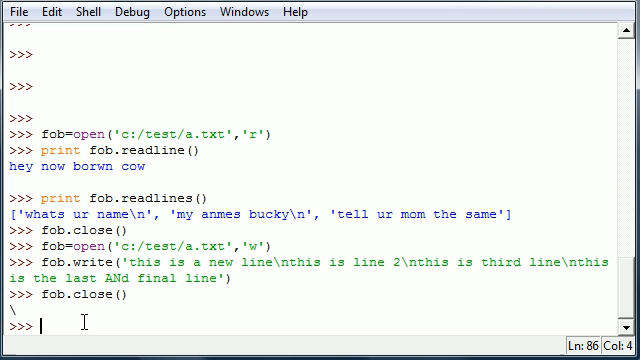 File Edit Shell Debug Options Windows Help
>>>
>>>
>>>
>>>
>>> fob=open('c:/test/a.txt','r')
>>> print fob.readline()
hey now borwn cow
>>> print fob.readlines()
['whats ur name\n', 'my anmes bucky\n', 'tell ur mom the same']
>>> fob.close()
>>> fob=open('c:/test/a.txt','w')
>>> fob.write('this is a new line\nthis is line 2\nthis is third line\nthis
is the last ANd final line')
>>> fob.close()
\
>>>
Ln: 86 Col: 4